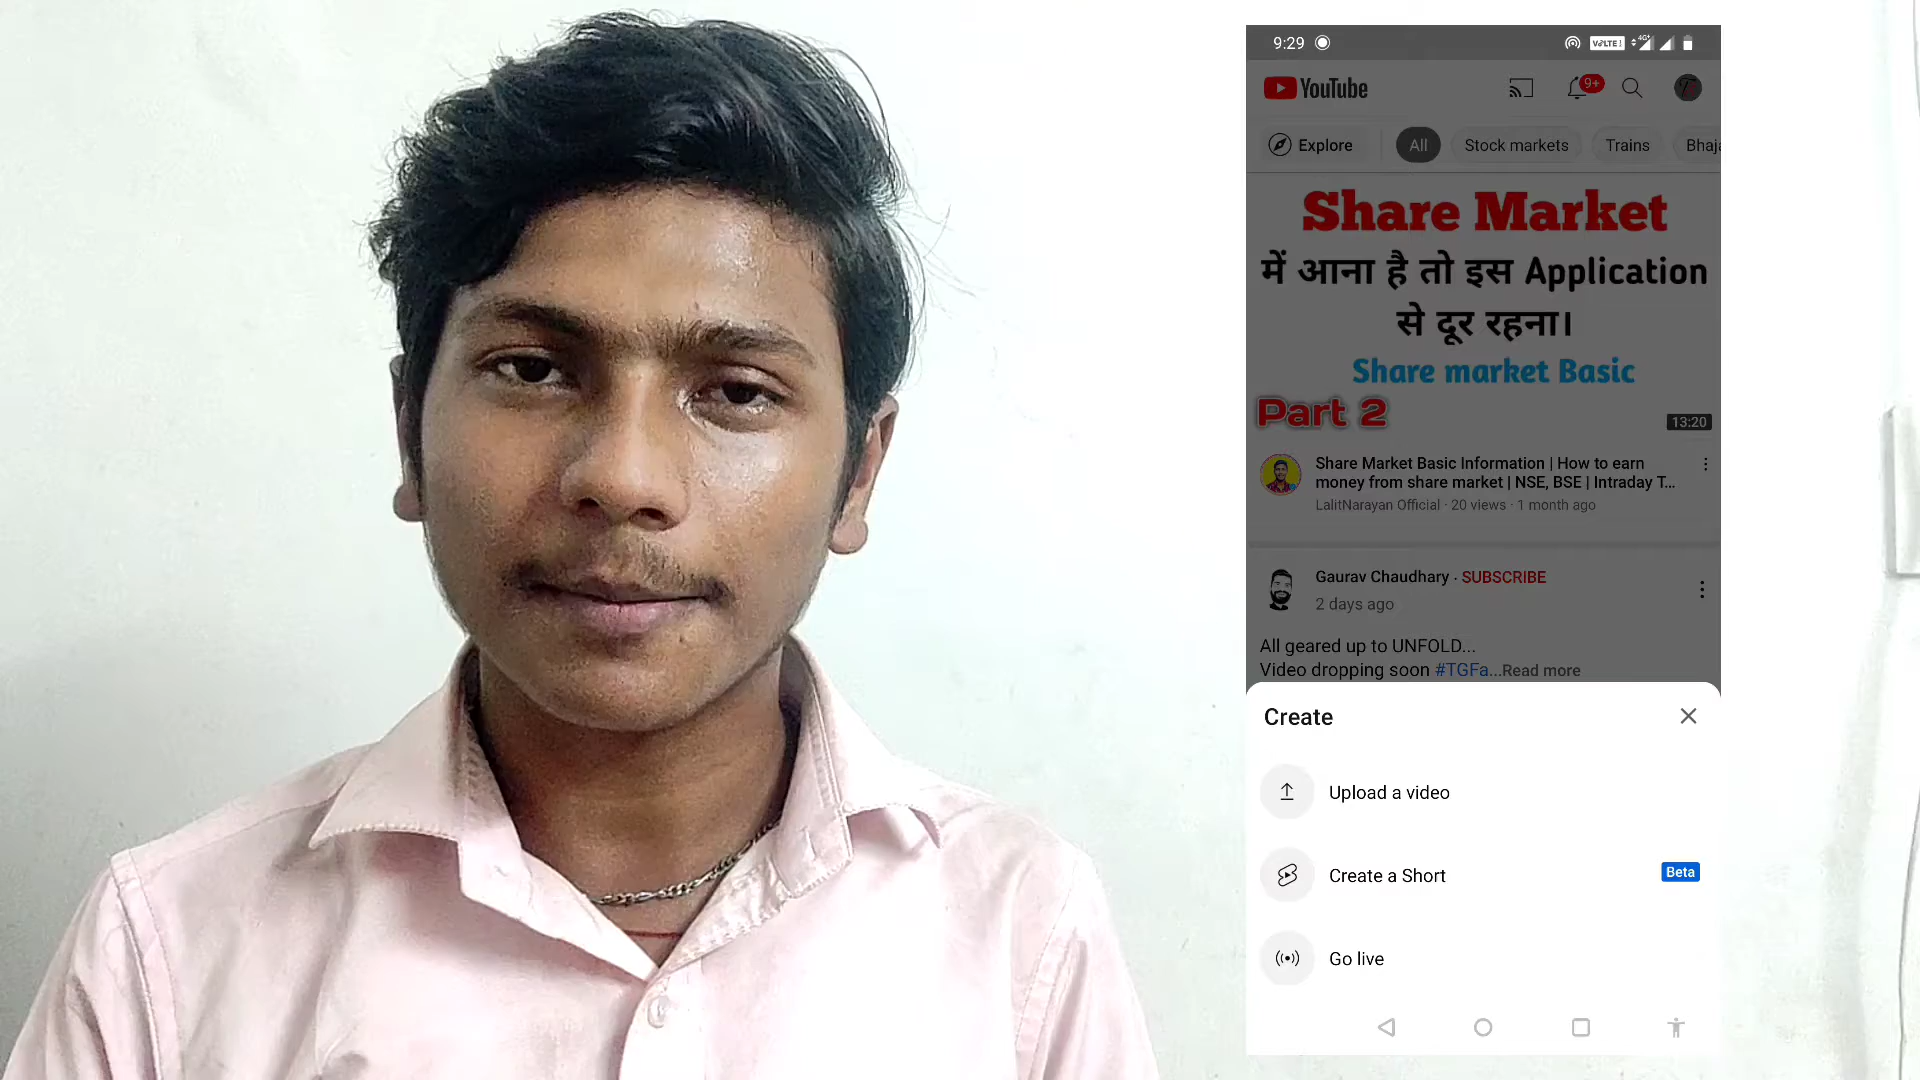 9:29
VoLTE
4G+
YouTube
9+
Explore
All
Stock markets
Trains
Bhaja
Share Market
में आना है तो इस Application
से दूर रहना।
Share market Basic
Part 2
13:20
Share Market Basic Information | How to earn
money from share market | NSE, BSE | Intraday T...
LalitNarayan Official · 20 views · 1 month ago
Gaurav Chaudhary · SUBSCRIBE
2 days ago
All geared up to UNFOLD...
Video dropping soon #TGFa...Read more
Create
Upload a video
Create a Short
Beta
Go live